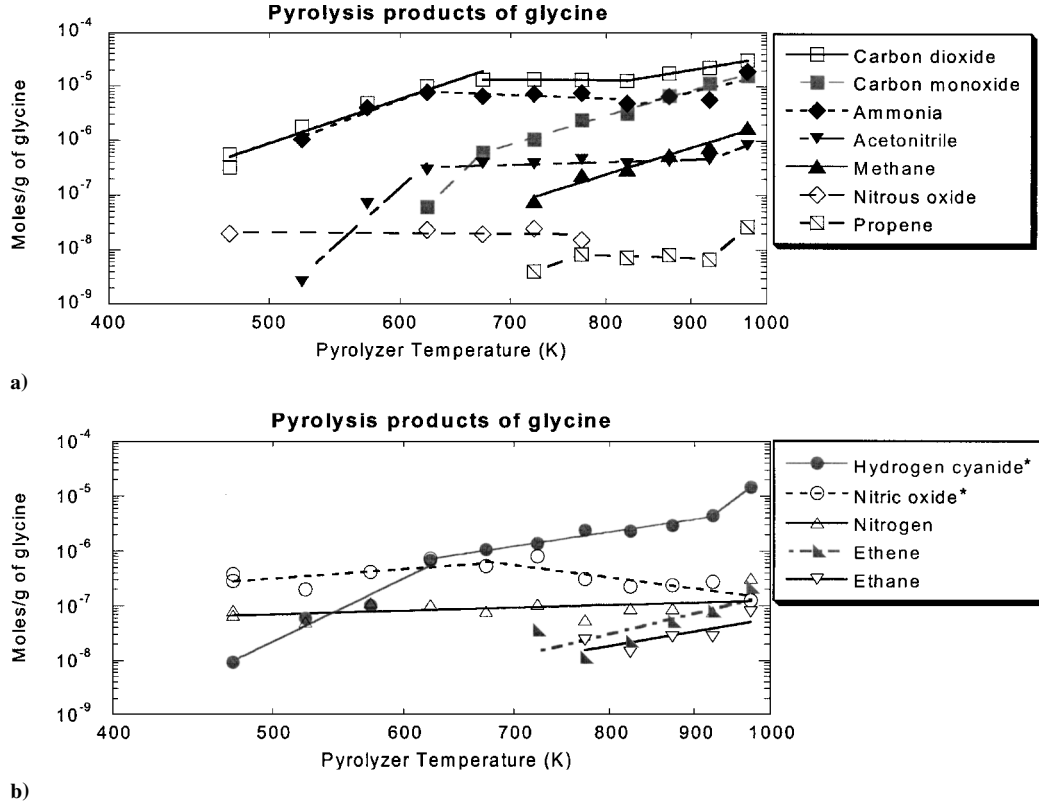 Pyrolysis products of glycine
10-4
10-5
10-6
10-7
10-8
10-9
Moles/g of glycine
400 500 600 700 800 900 1000
Pyrolyzer Temperature (K)
Carbon dioxide
Carbon monoxide
Ammonia
Acetonitrile
Methane
Nitrous oxide
Propene
a)
Pyrolysis products of glycine
10-4
10-5
10-6
10-7
10-8
10-9
Moles/g of glycine
400 500 600 700 800 900 1000
Pyrolyzer Temperature (K)
Hydrogen cyanide*
Nitric oxide*
Nitrogen
Ethene
Ethane
b)